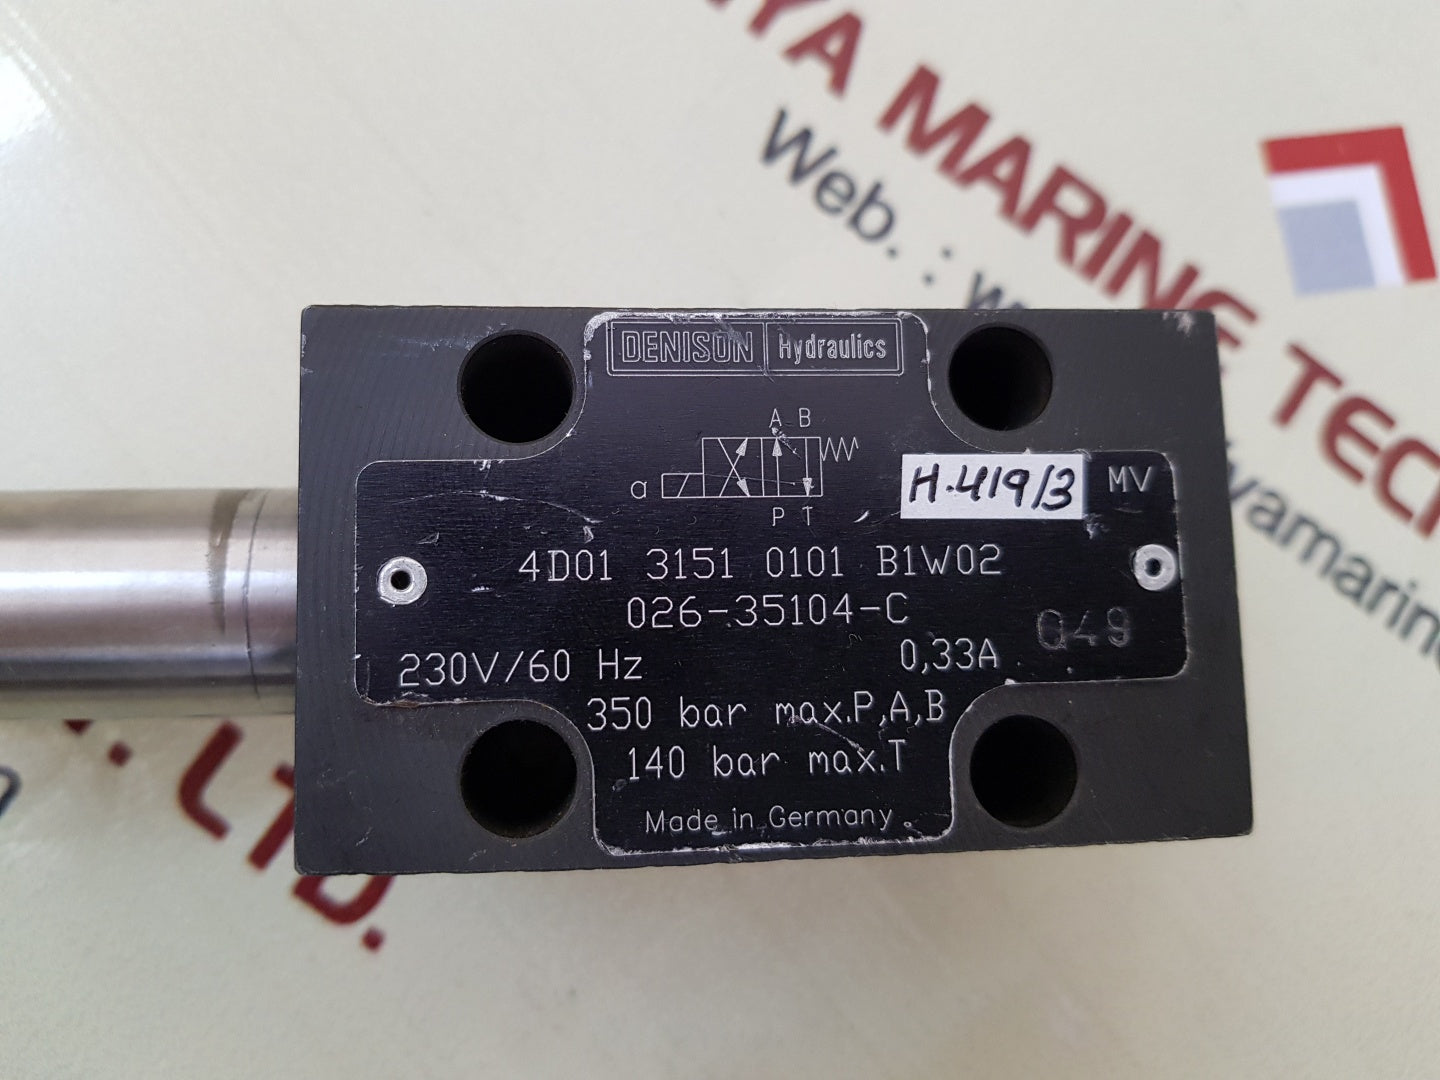 YA MARINE TECH
Web. : w
yamarine
. LTD.
DENISON Hydraulics
A B
a
P T
H-419/3
MV
4D01 3151 0101 B1W02
026-35104-C
Q49
230V/60 Hz
0,33A
350 bar max.P,A,B
140 bar max.T
Made in Germany